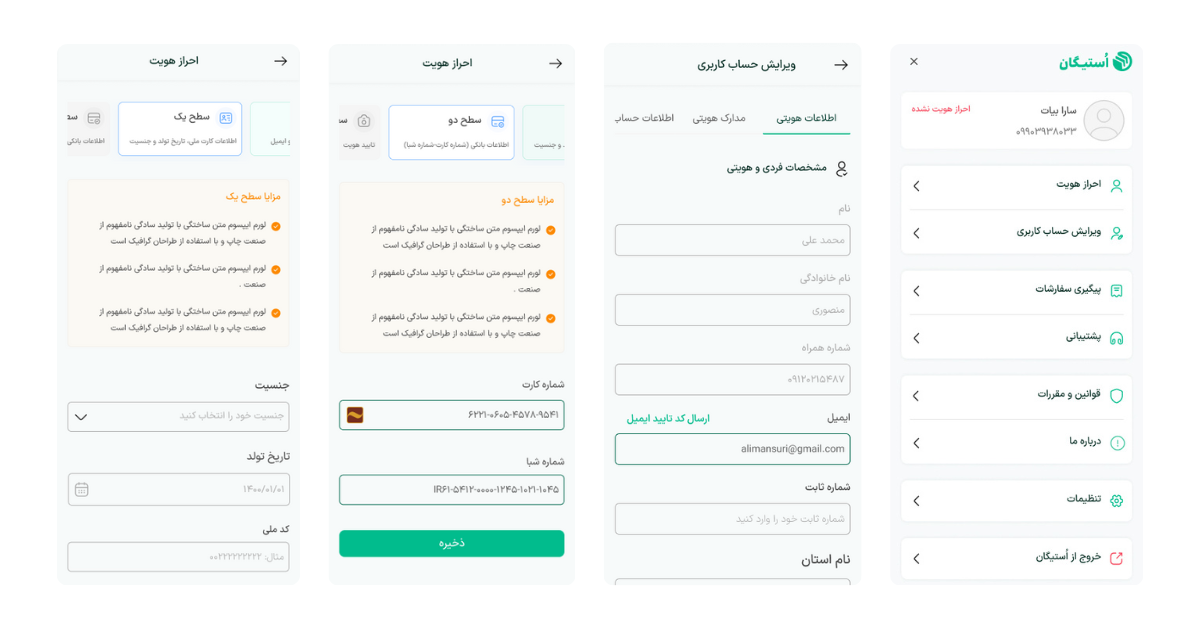 اُستیگان
سارا بیات
احراز هویت نشده
۰۹۹۰۳۹۳۸۰۳۳
احراز هویت
ویرایش حساب کاربری
پیگیری سفارشات
پشتیبانی
قوانین و مقررات
درباره ما
تنظیمات
خروج از اُستیگان
ویرایش حساب کاربری
اطلاعات هویتی
مدارک هویتی
اطلاعات حساب
مشخصات فردی و هویتی
نام
محمد علی
نام خانوادگی
منصوری
شماره همراه
۰۹۱۲۰۲۱۵۴۸۷
ایمیل
ارسال کد تایید ایمیل
alimansuri@gmail.com
شماره ثابت
شماره ثابت خود را وارد کنید
نام استان
احراز هویت
سطح دو
اطلاعات بانکی (شماره کارت-شماره شبا)
و جنسیت
تایید هویت
مزایا سطح دو
لورم ایپسوم متن ساختگی با تولید سادگی نامفهوم از
صنعت چاپ و با استفاده از طراحان گرافیک است
لورم ایپسوم متن ساختگی با تولید سادگی نامفهوم از
صنعت .
لورم ایپسوم متن ساختگی با تولید سادگی نامفهوم از
صنعت چاپ و با استفاده از طراحان گرافیک است
شماره کارت
۶۲۲۱-۰۶۰۵-۴۵۷۸-۹۵۴۱
شماره شبا
IR۶۱-۵۴۱۲-۰۰۰۰-۱۲۴۵-۱۰۲۱-۱۰۴۵
ذخیره
احراز هویت
سطح یک
اطلاعات کارت ملی، تاریخ تولد و جنسیت
و ایمیل
اطلاعات بانکی
مزایا سطح یک
لورم ایپسوم متن ساختگی با تولید سادگی نامفهوم از
صنعت چاپ و با استفاده از طراحان گرافیک است
لورم ایپسوم متن ساختگی با تولید سادگی نامفهوم از
صنعت .
لورم ایپسوم متن ساختگی با تولید سادگی نامفهوم از
صنعت چاپ و با استفاده از طراحان گرافیک است
جنسیت
جنسیت خود را انتخاب کنید
تاریخ تولد
۱۴۰۰/۰۱/۰۱
کد ملی
مثال: ۰۰۲۲۲۲۲۲۲۲۲